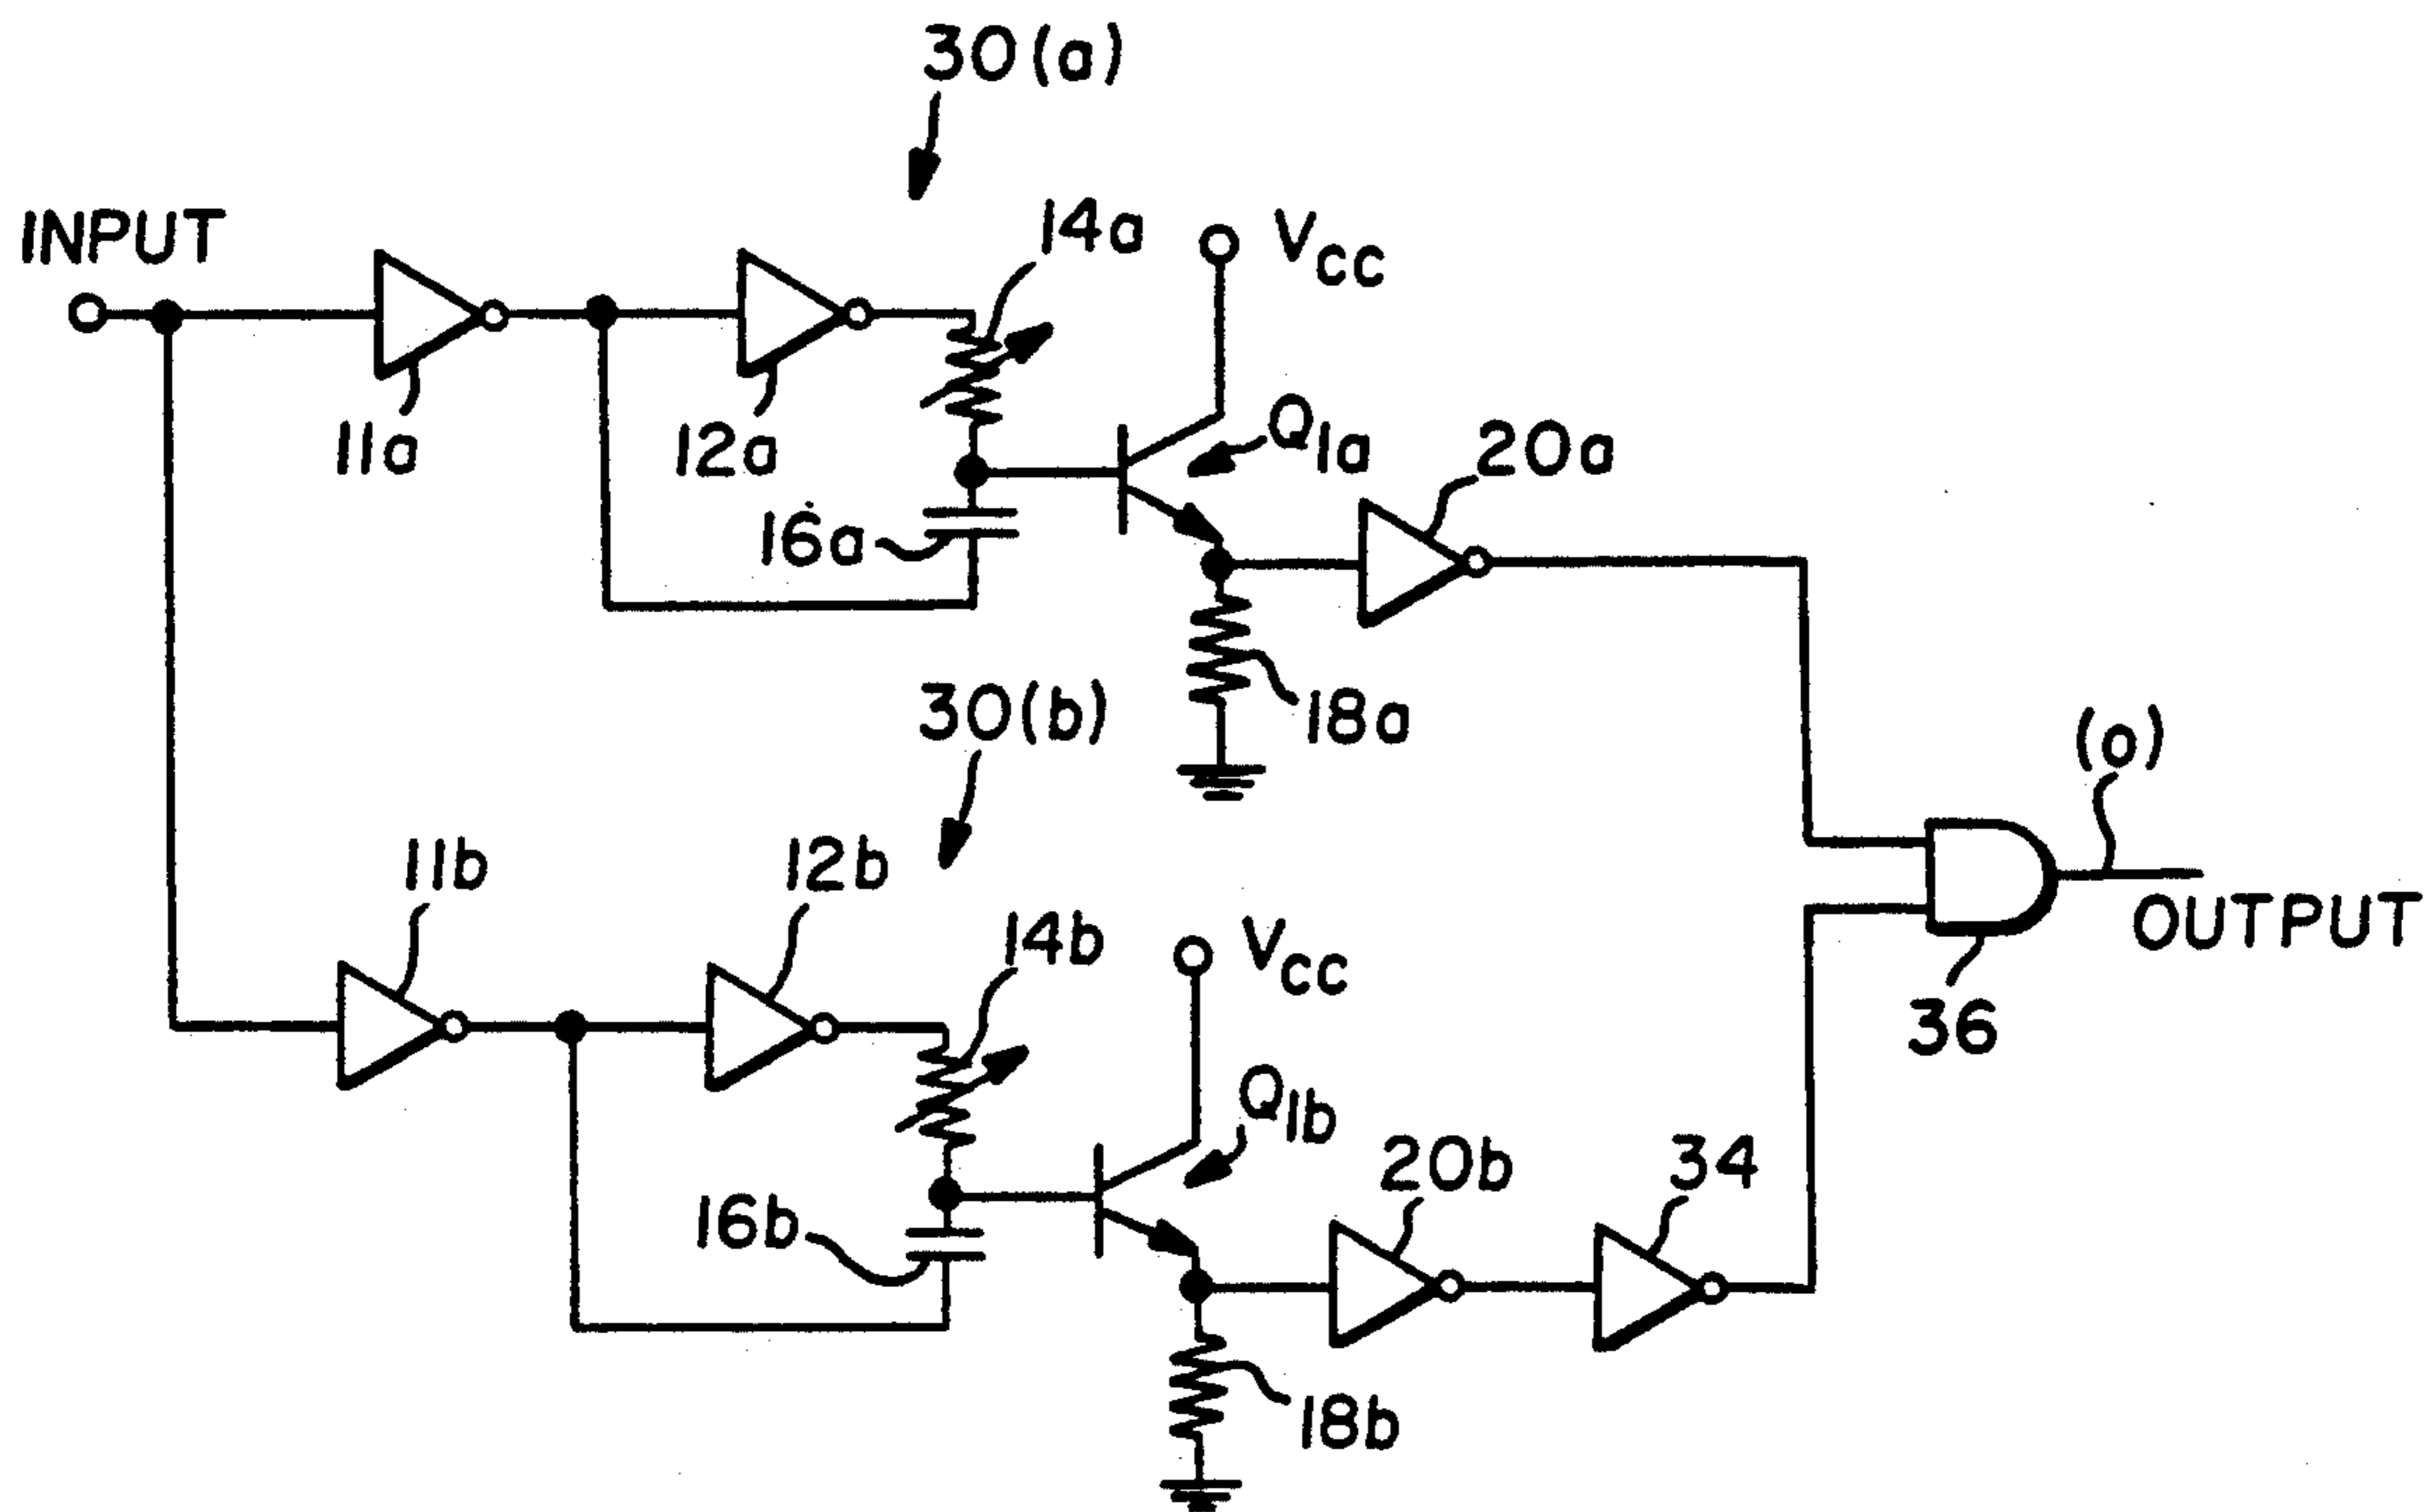 30(a)
INPUT
14a
VCC
11a
12a
Q1a
20a
16a
18a
30(b)
(o)
11b
12b
14b
VCC
OUTPUT
36
Q1b
20b
34
16b
18b